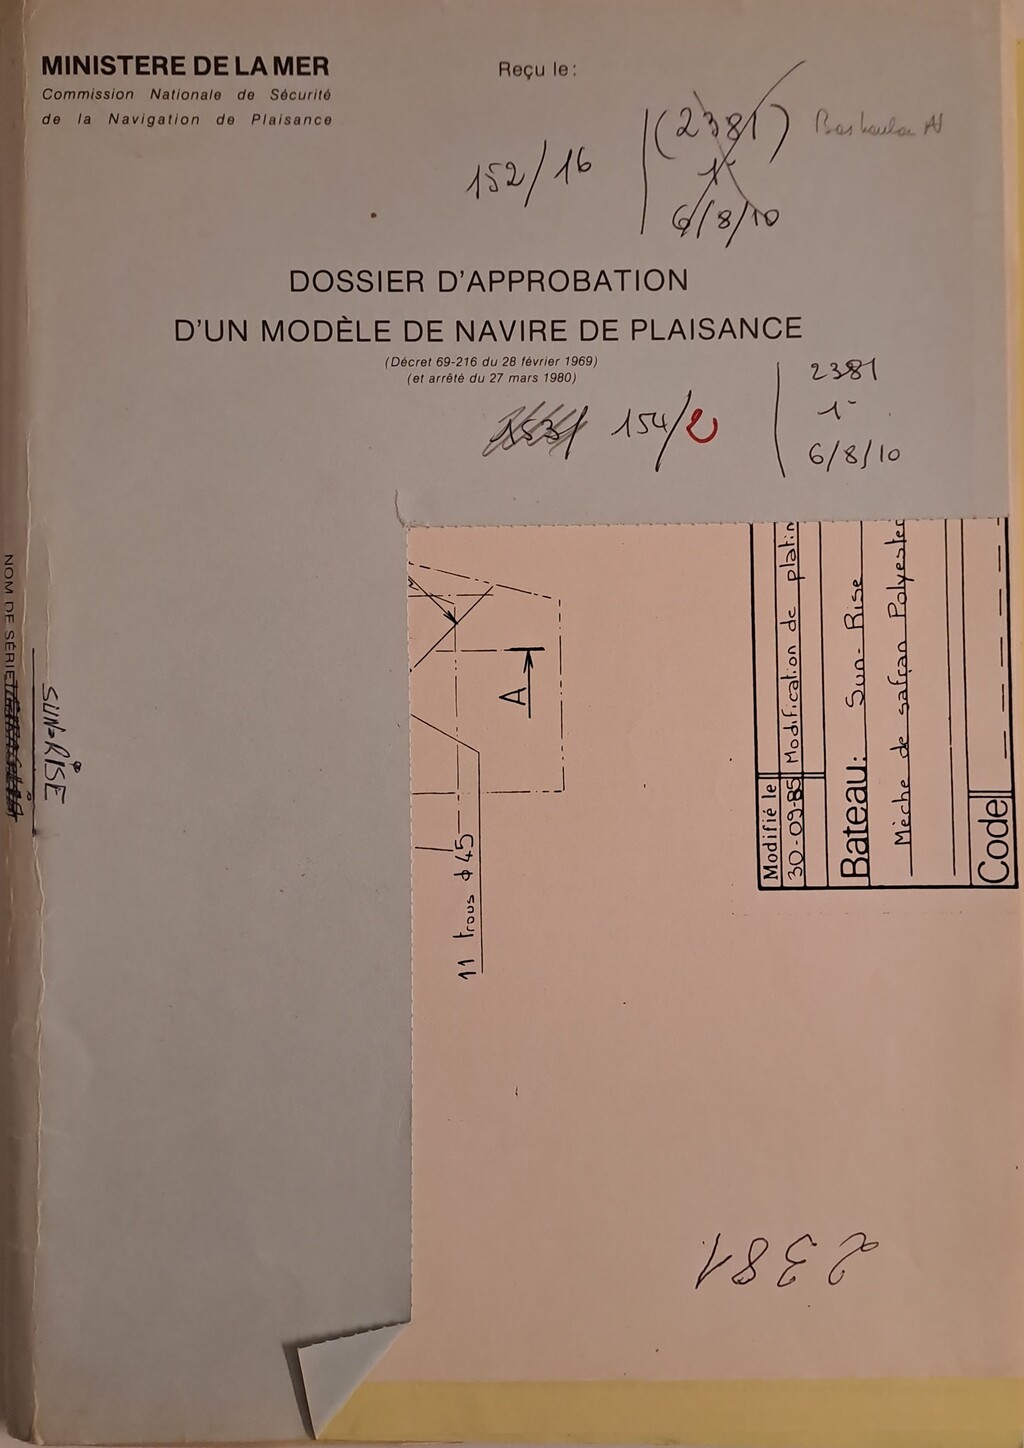 MINISTERE DE LA MER
Commission Nationale de Sécurité
de la Navigation de Plaisance
Reçu le:
152/16
(2381)
1-
6/8/10
DOSSIER D'APPROBATION
D'UN MODÈLE DE NAVIRE DE PLAISANCE
(Décret 69-216 du 28 février 1969)
(et arrêté du 27 mars 1980)
153/ 154/2
2381
1-
6/8/10
NOM DE SÉRIE
SUN-RISE
A
11 trous ϕ 45
Modifié le
30-09-85 Modification de platin
Bateau: Sun-Rise
Mèche de safran Polyester
Code
2381